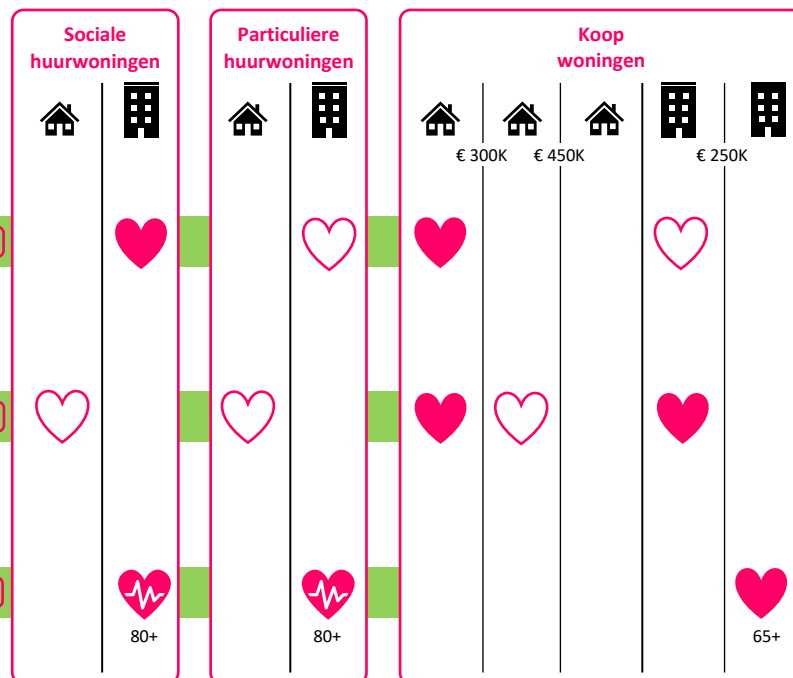 Sociale
huurwoningen
Particuliere
huurwoningen
Koop
woningen
€ 300K
€ 450K
€ 250K
80+
80+
65+